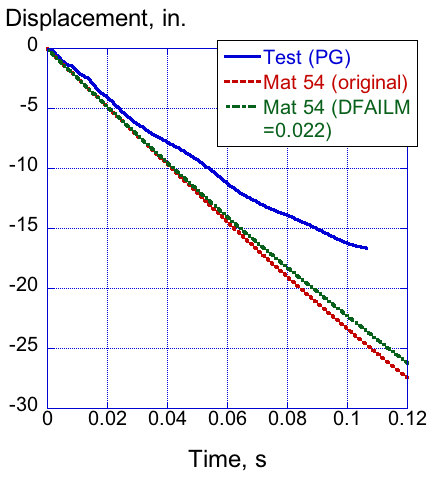 Displacement, in.
Test (PG)
Mat 54 (original)
Mat 54 (DFAILM
=0.022)
0
-5
-10
-15
-20
-25
-30
0 0.02 0.04 0.06 0.08 0.1 0.12
Time, s